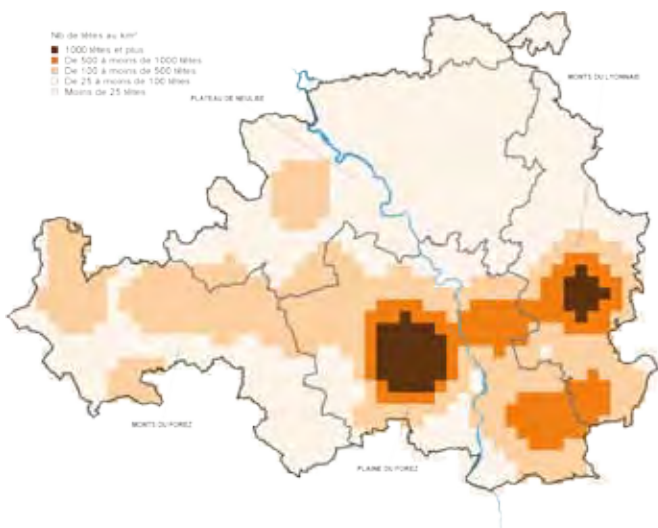 Nb de têtes au km²
1000 têtes et plus
De 500 à moins de 1000 têtes
De 100 à moins de 500 têtes
De 25 à moins de 100 têtes
Moins de 25 têtes
PLATEAU DE NEULISE
MONTS DU LYONNAIS
MONTS DU FOREZ
PLAINE DU FOREZ